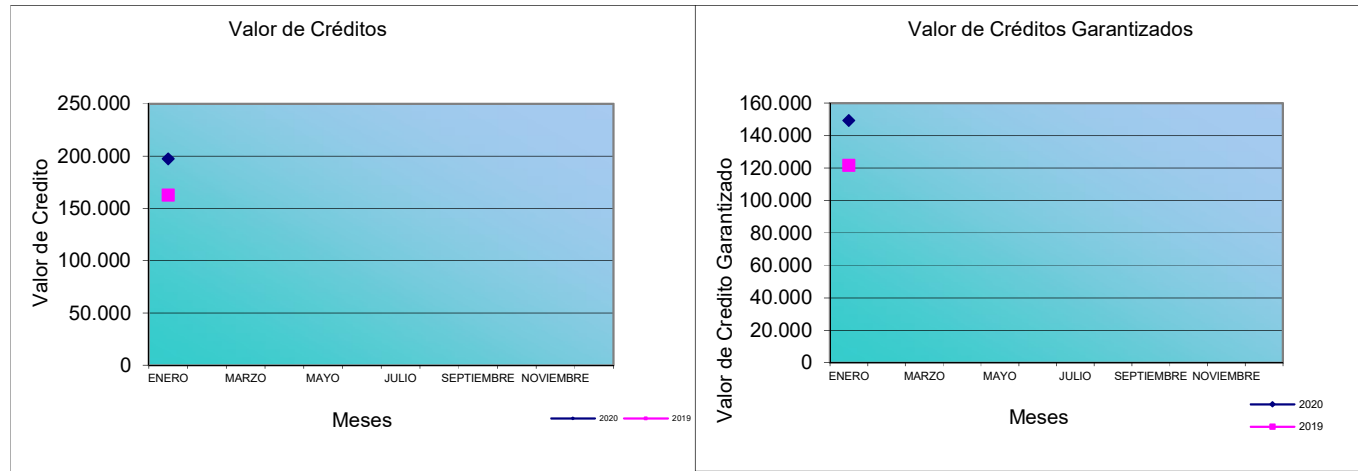 Valor de Créditos
250.000
200.000
150.000
100.000
50.000
0
Valor de Credito
ENERO MARZO MAYO JULIO SEPTIEMBRE NOVIEMBRE
Meses
2020 2019
Valor de Créditos Garantizados
160.000
140.000
120.000
100.000
80.000
60.000
40.000
20.000
0
Valor de Credito Garantizado
ENERO MARZO MAYO JULIO SEPTIEMBRE NOVIEMBRE
Meses
2020
2019